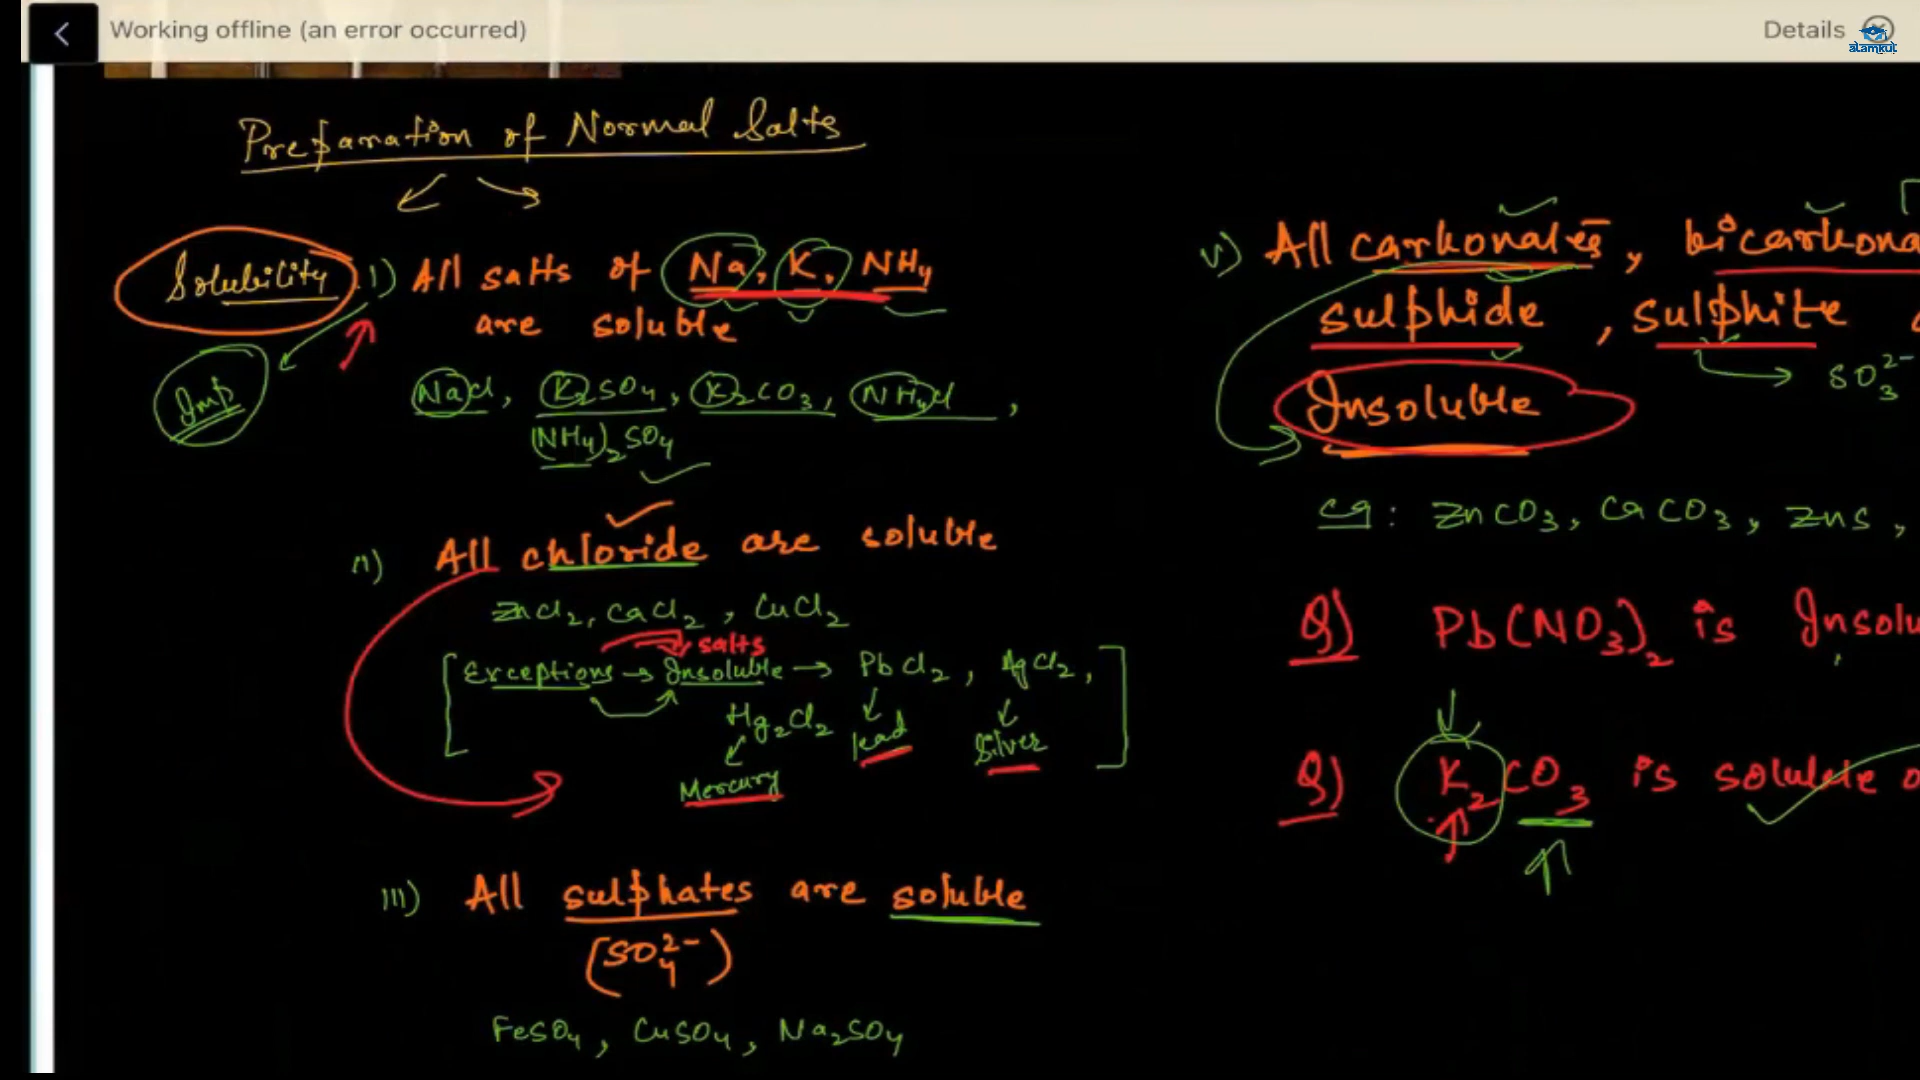 Working offline (an error occurred)
Details
alamkut
Preparation of Normal Salts
Solubility
Imp
i) All salts of Na, K, NH4
are soluble
NaCl, K2SO4, K2CO3, NH4Cl,
(NH4)2SO4
ii) All chloride are soluble
ZnCl2, CaCl2, CuCl2
salts
[Exceptions → Insoluble → PbCl2, AgCl2,]
Hg2Cl2
lead
Silver
Mercury
iii) All sulphates are soluble
(SO4^2-)
FeSO4, CuSO4, Na2SO4
v) All carbonates, bicarbona
sulphide, sulphite
SO3^2-
Insoluble
eg: ZnCO3, CaCO3, ZnS,
Q) Pb(NO3)2 is Insolu
Q) K2CO3 is soluble o